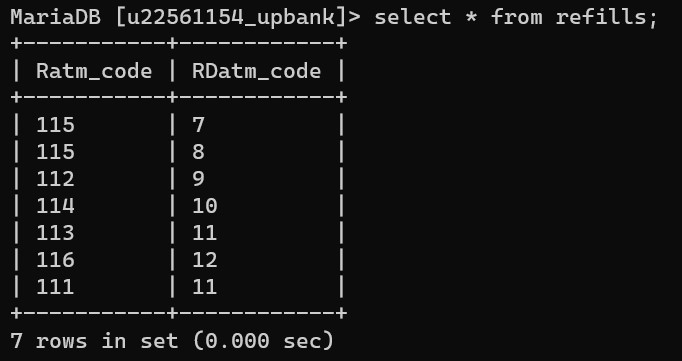 MariaDB [u22561154_upbank]> select * from refills;
+-----------+------------+
| Ratm_code | RDatm_code |
+-----------+------------+
| 115       | 7          |
| 115       | 8          |
| 112       | 9          |
| 114       | 10         |
| 113       | 11         |
| 116       | 12         |
| 111       | 11         |
+-----------+------------+
7 rows in set (0.000 sec)